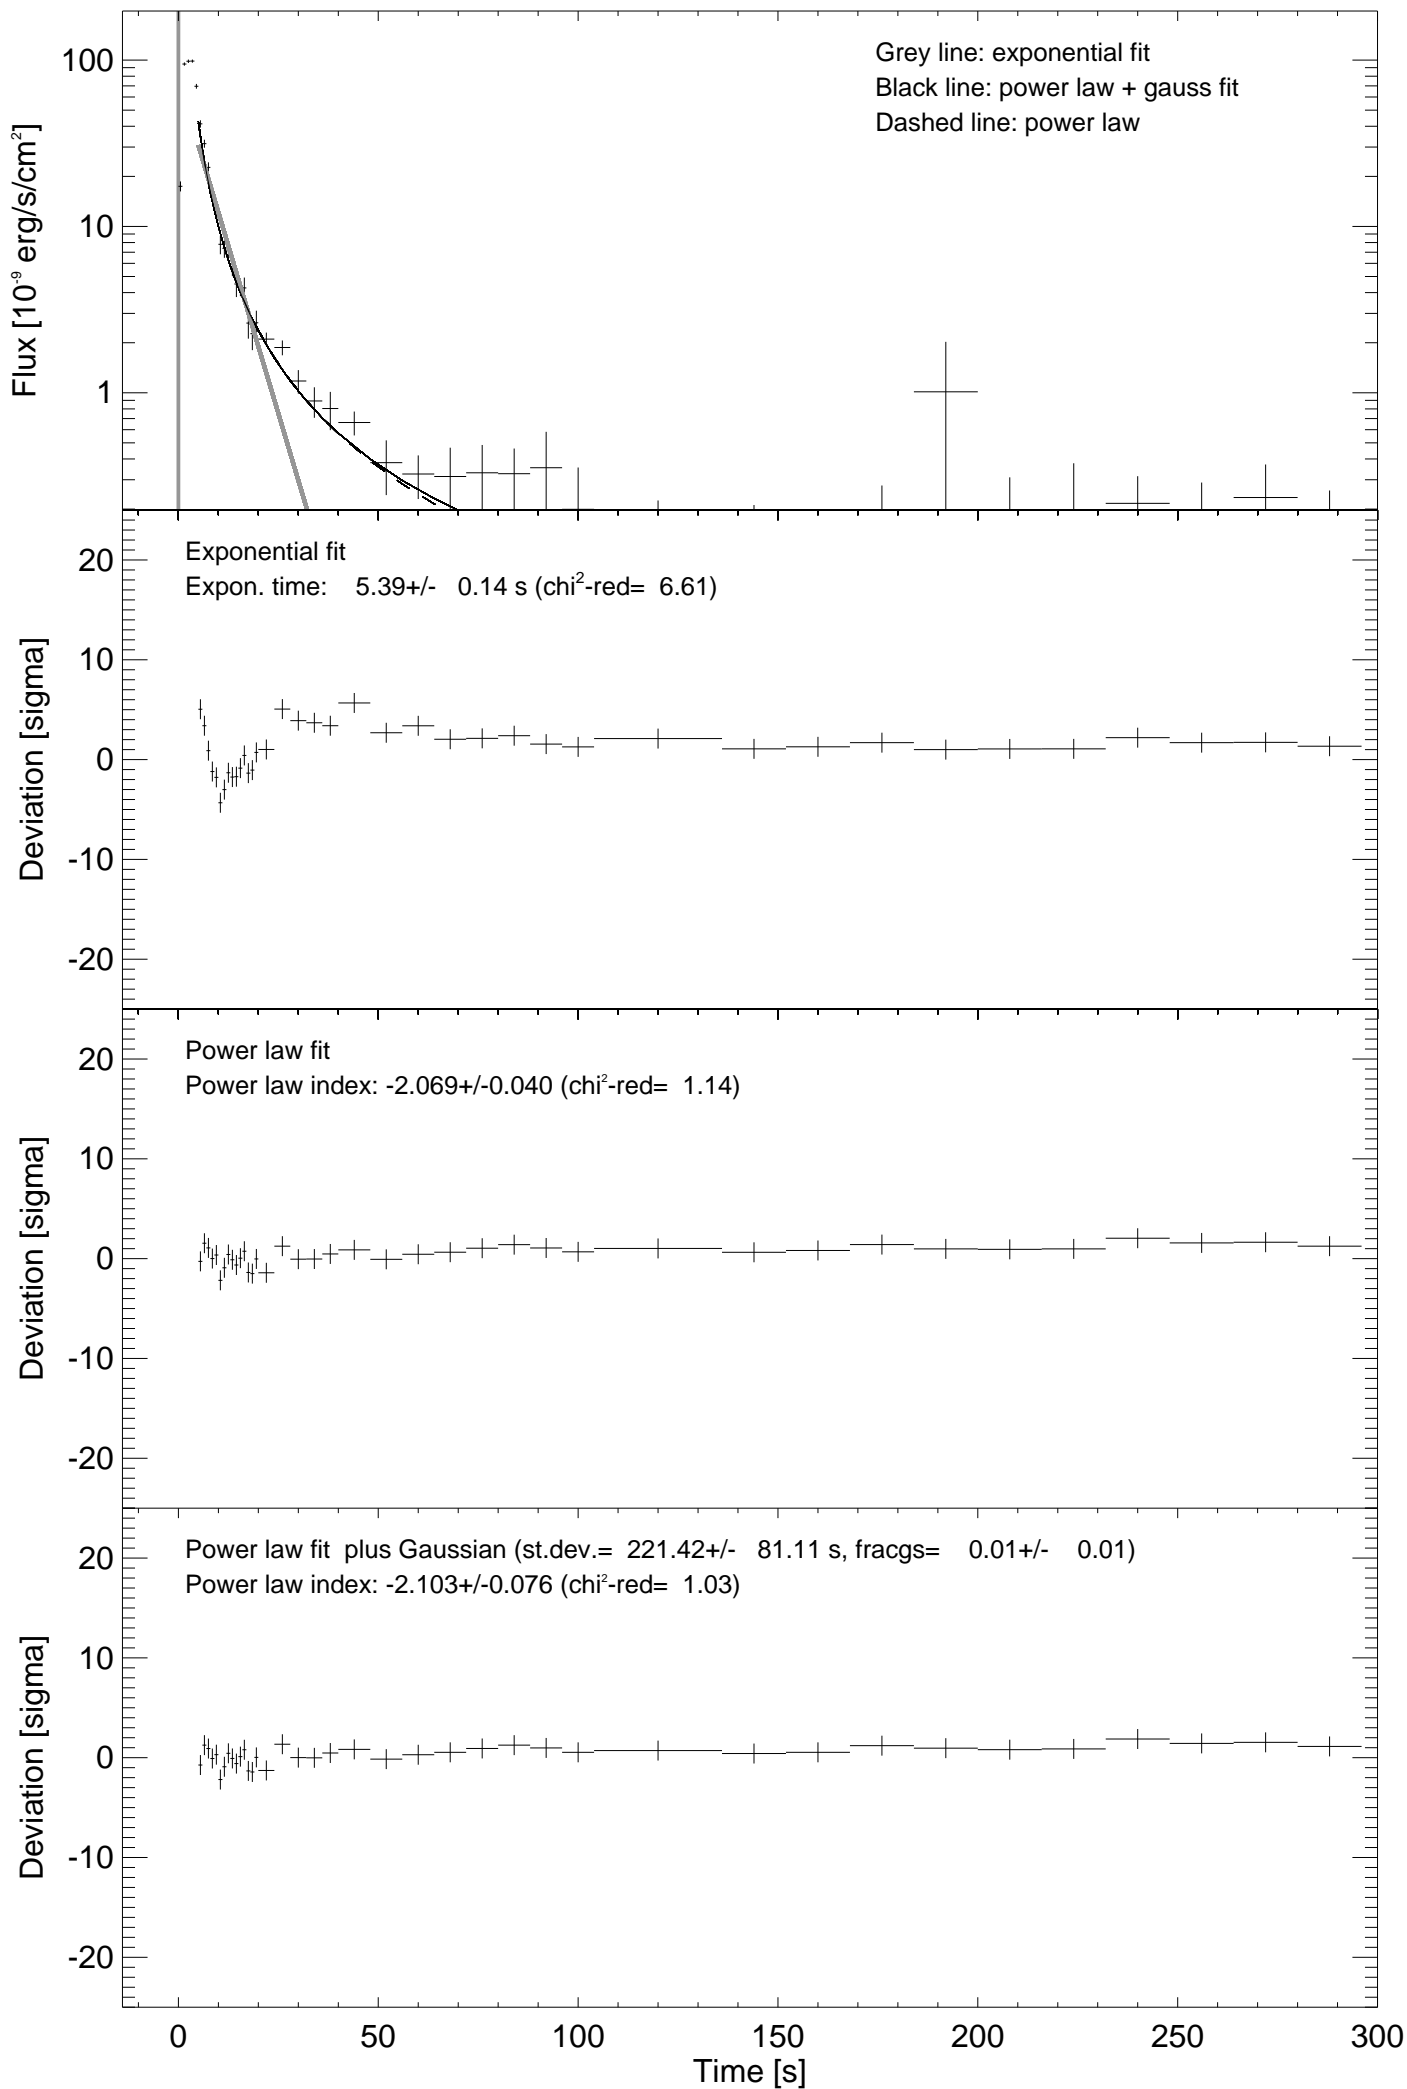 Grey line: exponential fit
Black line: power law + gauss fit
Dashed line: power law
100
10
1
Flux [10⁻⁹ erg/s/cm²]
Exponential fit
Expon. time: 5.39+/- 0.14 s (chi²-red= 6.61)
20
10
0
-10
-20
Deviation [sigma]
Power law fit
Power law index: -2.069+/-0.040 (chi²-red= 1.14)
20
10
0
-10
-20
Deviation [sigma]
Power law fit plus Gaussian (st.dev.= 221.42+/- 81.11 s, fracgs= 0.01+/- 0.01)
Power law index: -2.103+/-0.076 (chi²-red= 1.03)
20
10
0
-10
-20
Deviation [sigma]
0 50 100 150 200 250 300
Time [s]